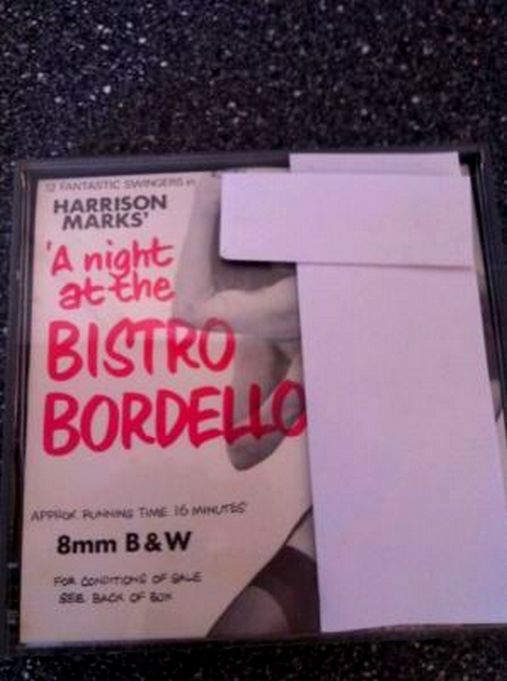 12 FANTASTIC SWINGERS in
HARRISON
MARKS'
'A night
at the
BISTRO
BORDELLO
APPROX RUNNING TIME 16 MINUTES
8mm B & W
FOR CONDITIONS OF SALE
SEE BACK OF BOX